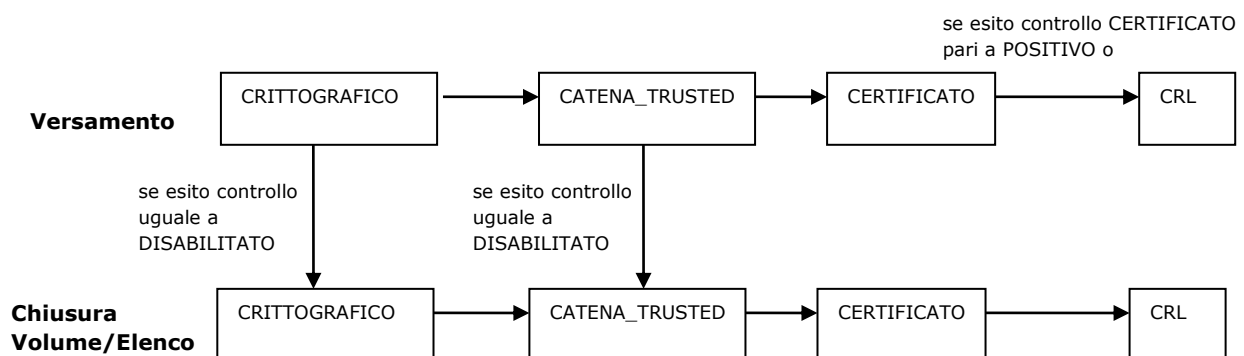 se esito controllo CERTIFICATO
pari a POSITIVO o
Versamento
CRITTOGRAFICO
CATENA_TRUSTED
CERTIFICATO
CRL
se esito controllo
uguale a
DISABILITATO
se esito controllo
uguale a
DISABILITATO
Chiusura
Volume/Elenco
CRITTOGRAFICO
CATENA_TRUSTED
CERTIFICATO
CRL